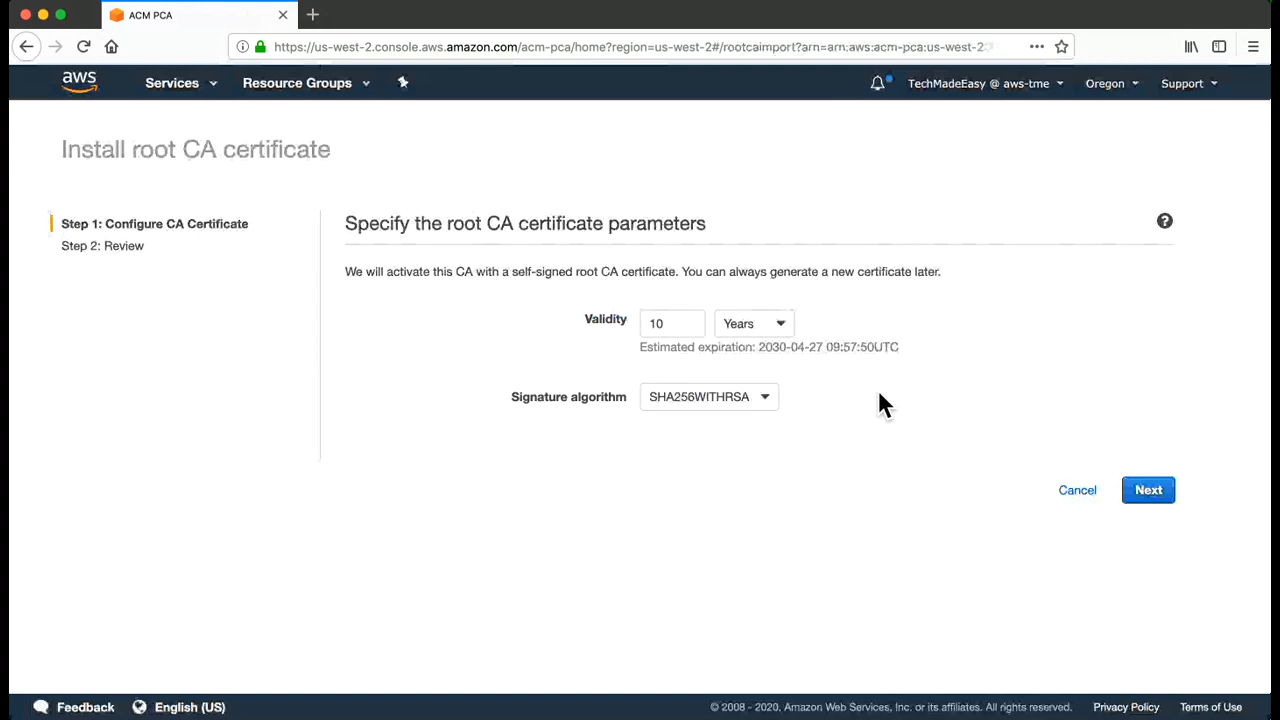 ACM PCA
https://us-west-2.console.aws.amazon.com/acm-pca/home?region=us-west-2#/rootcaimport?arn=arn:aws:acm-pca:us-west-2:
aws Services Resource Groups TechMadeEasy @ aws-tme Oregon Support
Install root CA certificate
Step 1: Configure CA Certificate
Step 2: Review
Specify the root CA certificate parameters
We will activate this CA with a self-signed root CA certificate. You can always generate a new certificate later.
Validity 10 Years
Estimated expiration: 2030-04-27 09:57:50UTC
Signature algorithm SHA256WITHRSA
Cancel Next
Feedback English (US) © 2008 - 2020, Amazon Web Services, Inc. or its affiliates. All rights reserved. Privacy Policy Terms of Use